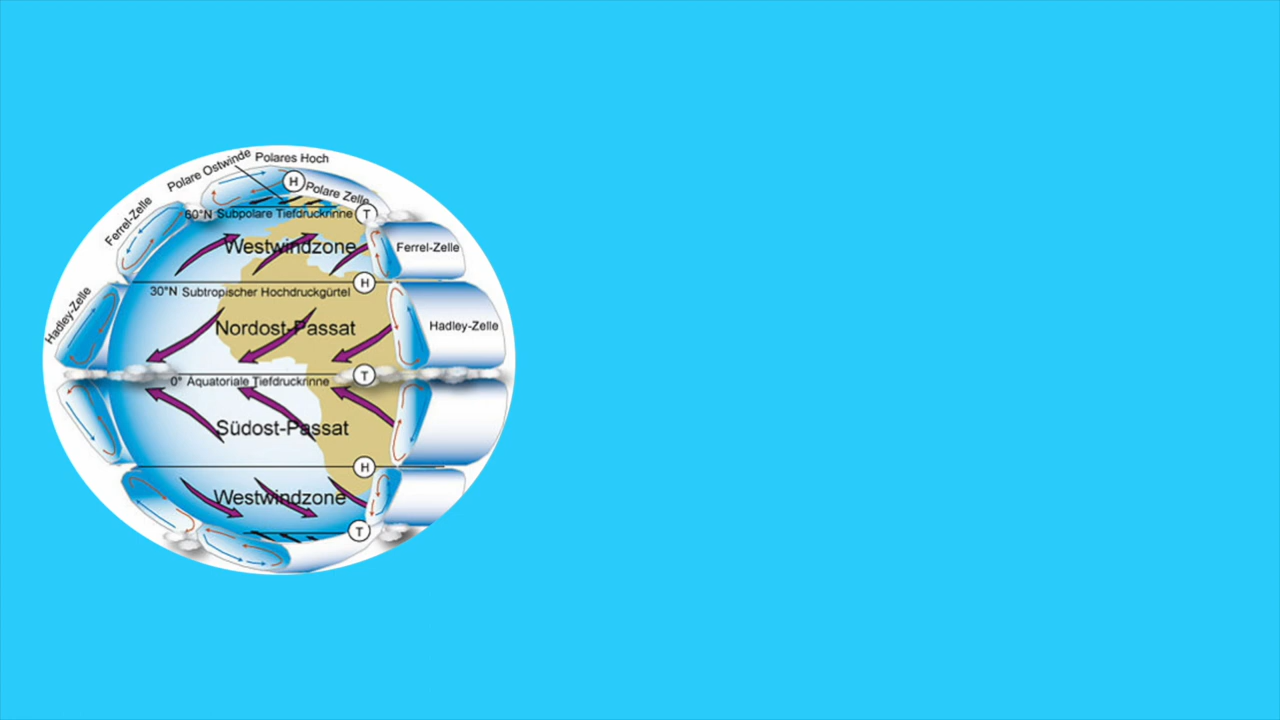 Polares Hoch
Polare Ostwinde
H
Polare Zelle
Ferrel-Zelle
60°N Subpolare Tiefdruckrinne T
Westwindzone
Ferrel-Zelle
H
30°N Subtropischer Hochdruckgürtel
Hadley-Zelle
Nordost-Passat
Hadley-Zelle
T
0° Äquatoriale Tiefdruckrinne
Südost-Passat
H
Westwindzone
T